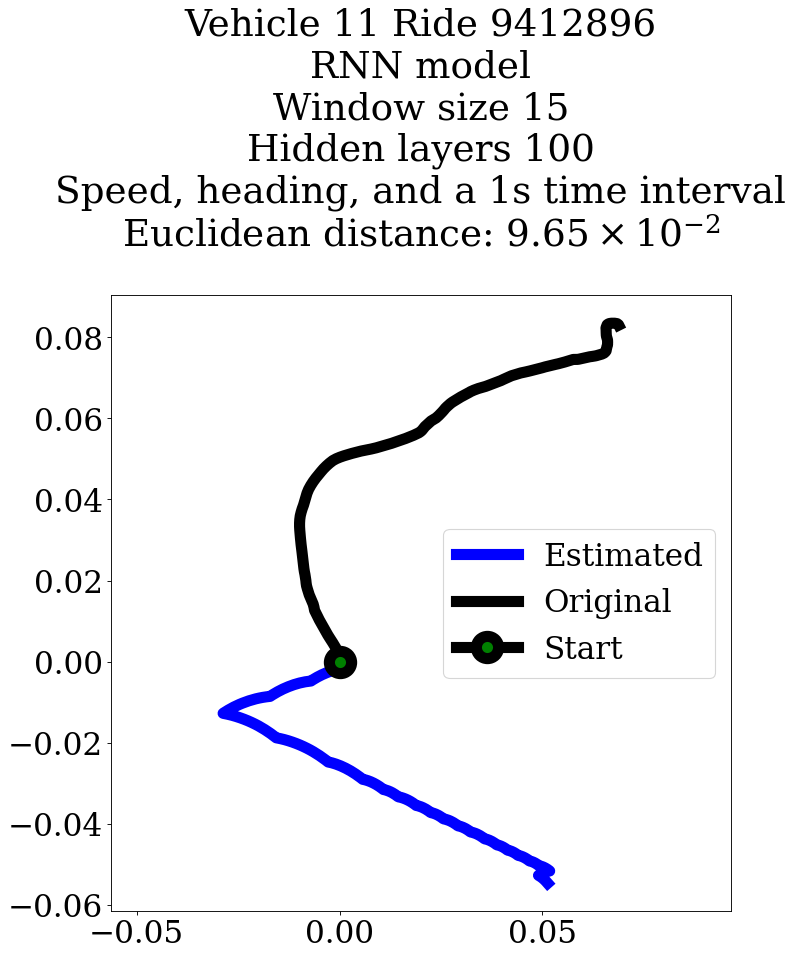 Vehicle 11 Ride 9412896
RNN model
Window size 15
Hidden layers 100
Speed, heading, and a 1s time interval
Euclidean distance: 9.65 × 10⁻²
0.08
0.06
0.04
0.02
0.00
−0.02
−0.04
−0.06
Estimated
Original
Start
−0.05
0.00
0.05